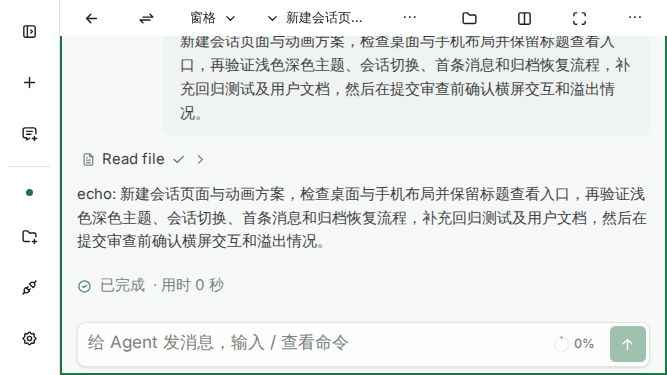 窗格
新建会话页...
新建会话页面与动画方案，检查桌面与手机布局并保留标题查看入
口，再验证浅色深色主题、会话切换、首条消息和归档恢复流程，补
充回归测试及用户文档，然后在提交审查前确认横屏交互和溢出情
况。
Read file
echo: 新建会话页面与动画方案，检查桌面与手机布局并保留标题查看入口，再验证浅
色深色主题、会话切换、首条消息和归档恢复流程，补充回归测试及用户文档，然后在
提交审查前确认横屏交互和溢出情况。
已完成 · 用时 0 秒
给 Agent 发消息，输入 / 查看命令
0%